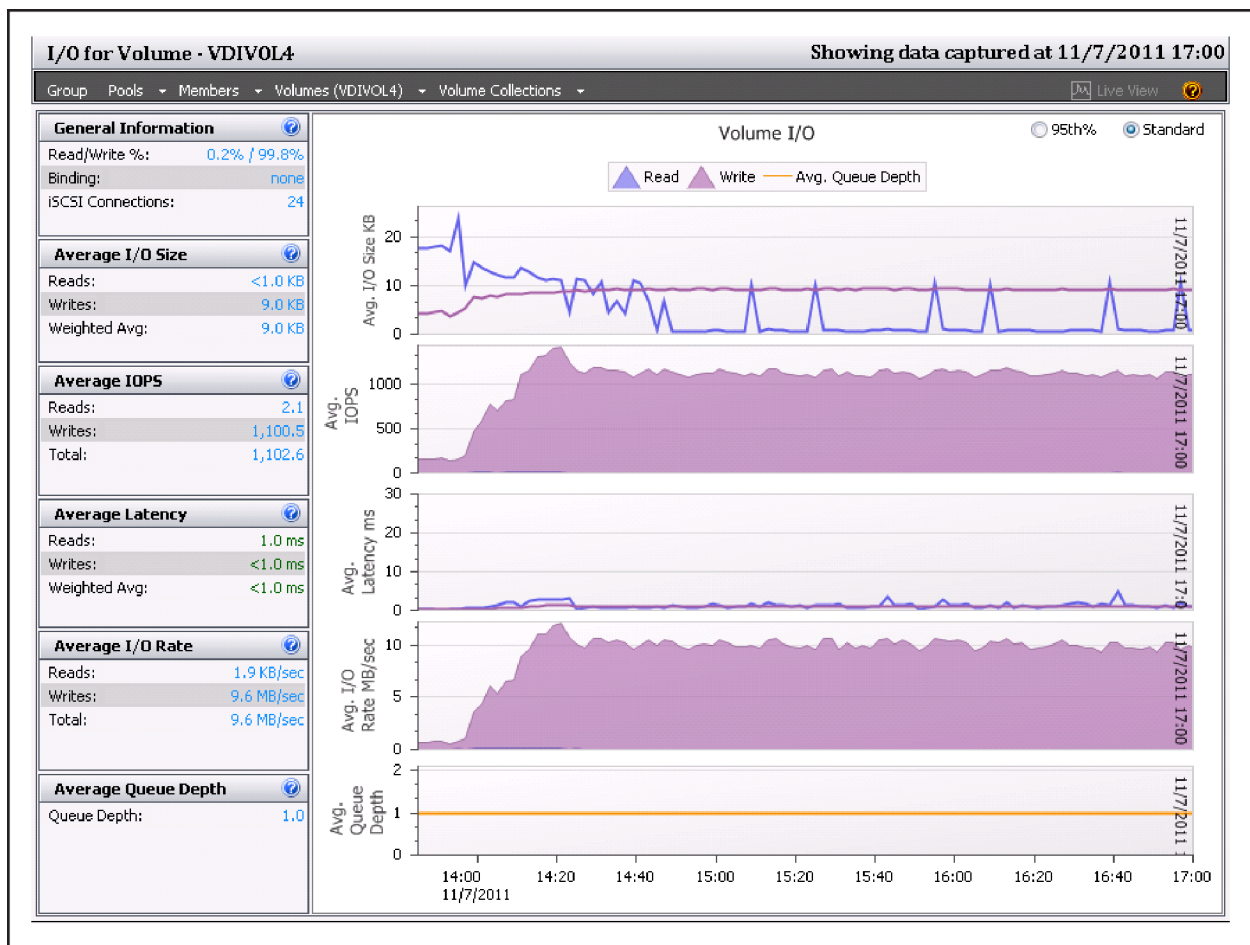 I/O for Volume - VDIVOL4
Showing data captured at 11/7/2011 17:00
Group Pools Members Volumes (VDIVOL4) Volume Collections Live View
General Information
Read/Write %: 0.2% / 99.8%
Binding: none
iSCSI Connections: 24
Average I/O Size
Reads: <1.0 KB
Writes: 9.0 KB
Weighted Avg: 9.0 KB
Average IOPS
Reads: 2.1
Writes: 1,100.5
Total: 1,102.6
Average Latency
Reads: 1.0 ms
Writes: <1.0 ms
Weighted Avg: <1.0 ms
Average I/O Rate
Reads: 1.9 KB/sec
Writes: 9.6 MB/sec
Total: 9.6 MB/sec
Average Queue Depth
Queue Depth: 1.0
Volume I/O
95th% Standard
Read Write Avg. Queue Depth
Avg. I/O Size KB
20
10
0
11/7/2011 17:00
Avg.
IOPS
1000
500
0
11/7/2011 17:00
Avg.
Latency ms
30
20
10
0
11/7/2011 17:0
Avg. I/O
Rate MB/sec
10
5
0
11/7/2011 17:00
Avg.
Queue
Depth
2
1
0
11/7/2011 1
14:00 14:20 14:40 15:00 15:20 15:40 16:00 16:20 16:40 17:00
11/7/2011